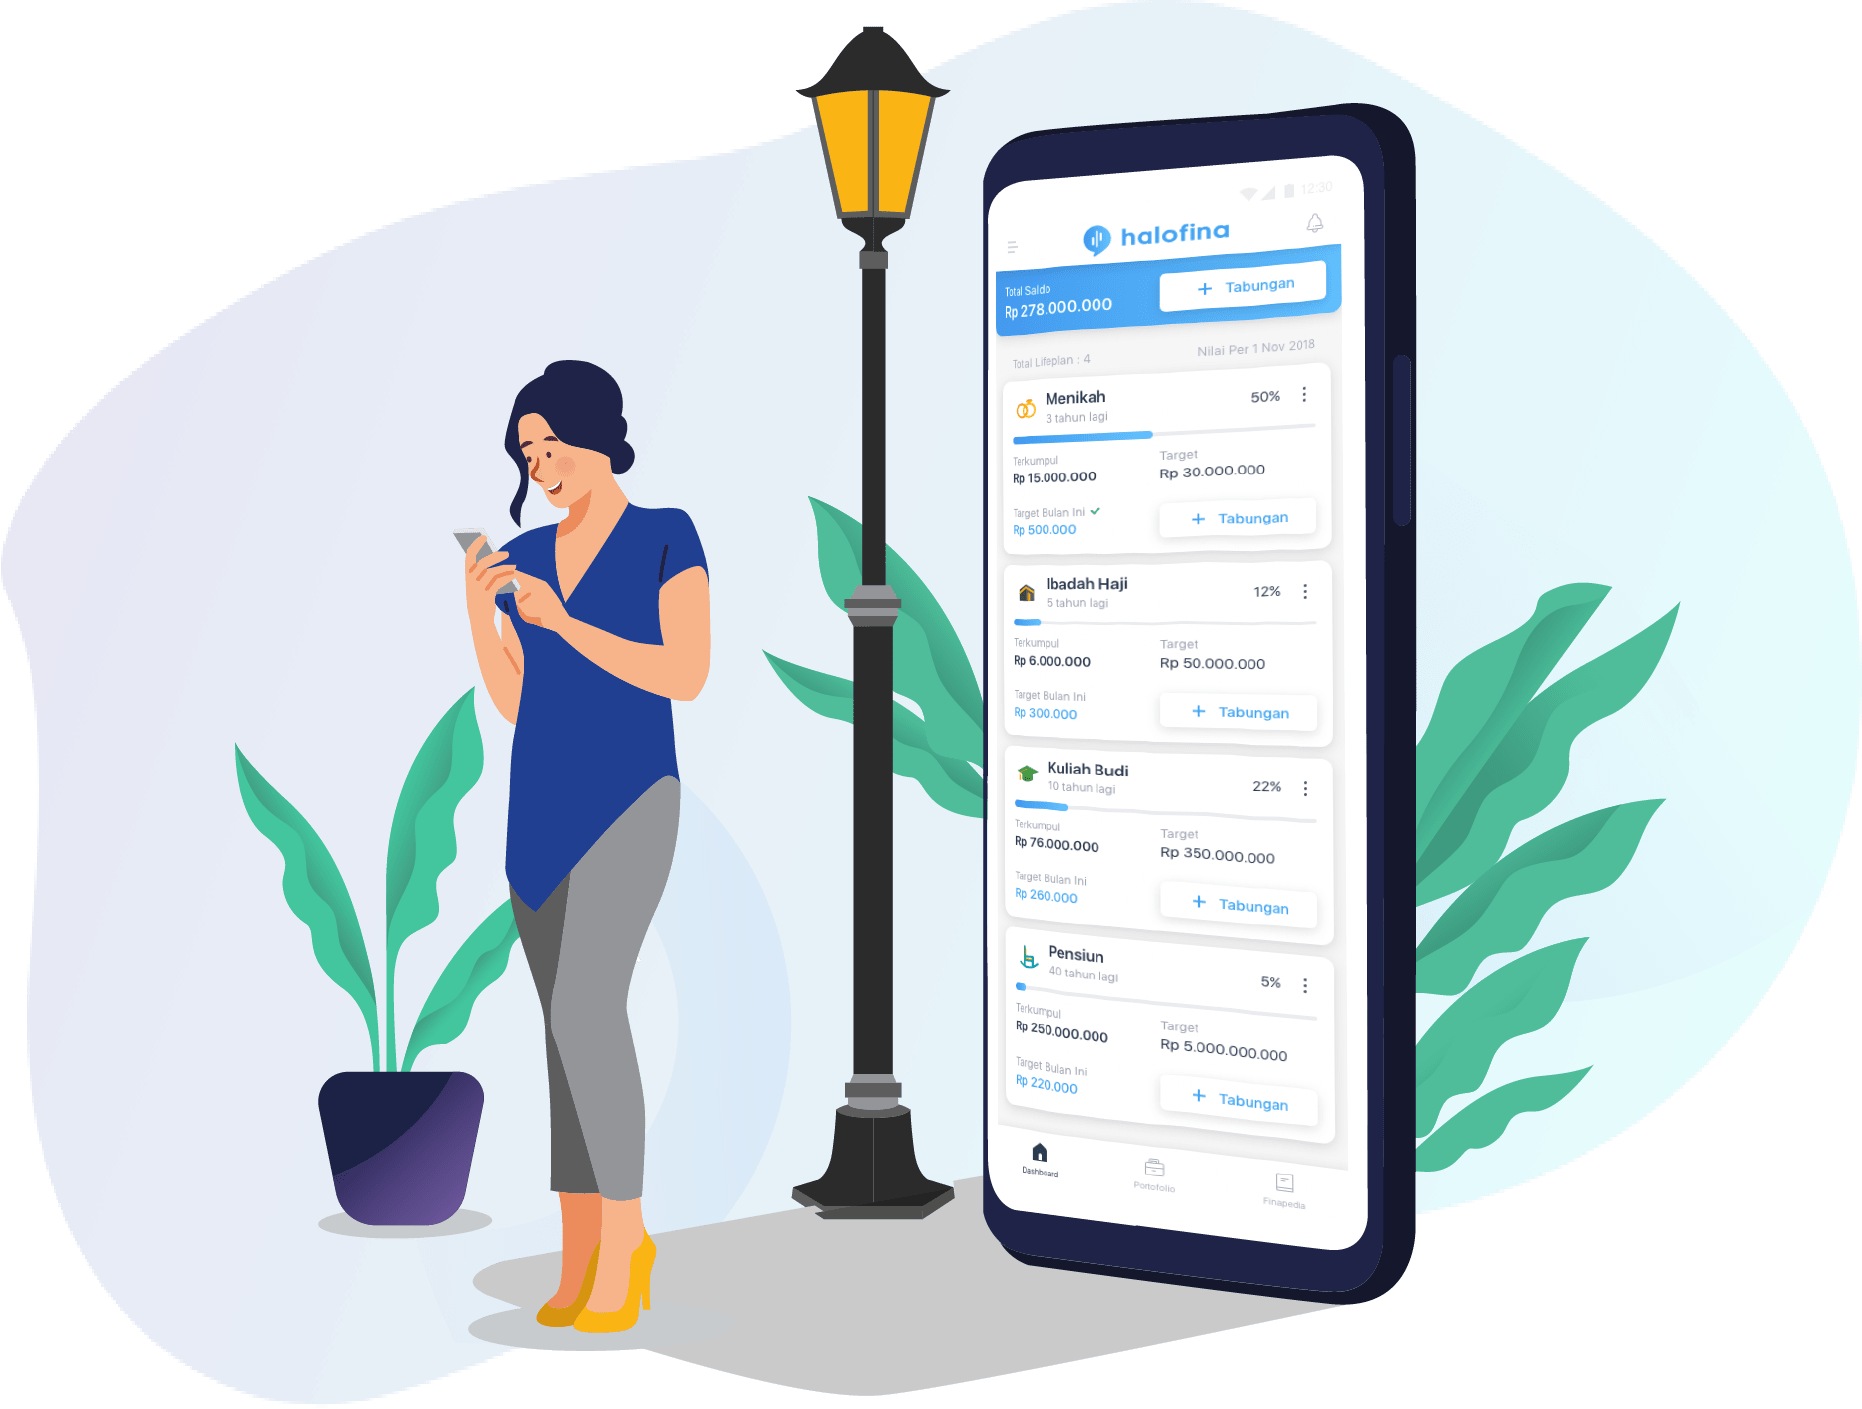 12:30
halofina
Total Saldo
Rp 278.000.000
+ Tabungan
Total Lifeplan : 4
Nilai Per 1 Nov 2018
Menikah
3 tahun lagi
50%
Terkumpul
Rp 15.000.000
Target
Rp 30.000.000
Target Bulan Ini
Rp 500.000
+ Tabungan
Ibadah Haji
5 tahun lagi
12%
Terkumpul
Rp 6.000.000
Target
Rp 50.000.000
Target Bulan Ini
Rp 300.000
+ Tabungan
Kuliah Budi
10 tahun lagi
22%
Terkumpul
Rp 76.000.000
Target
Rp 350.000.000
Target Bulan Ini
Rp 260.000
+ Tabungan
Pensiun
40 tahun lagi
5%
Terkumpul
Rp 250.000.000
Target
Rp 5.000.000.000
Target Bulan Ini
Rp 220.000
+ Tabungan
Dashboard
Portofolio
Finapedia